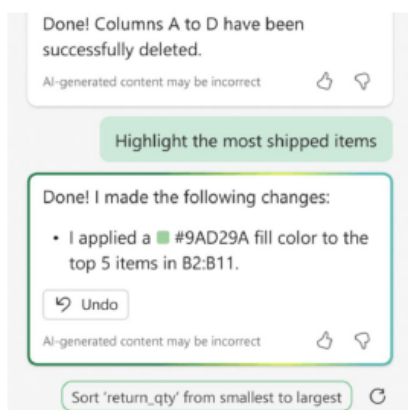 Done! Columns A to D have been
successfully deleted.
AI-generated content may be incorrect
Highlight the most shipped items
Done! I made the following changes:
• I applied a #9AD29A fill color to the
top 5 items in B2:B11.
Undo
AI-generated content may be incorrect
Sort 'return_qty' from smallest to largest